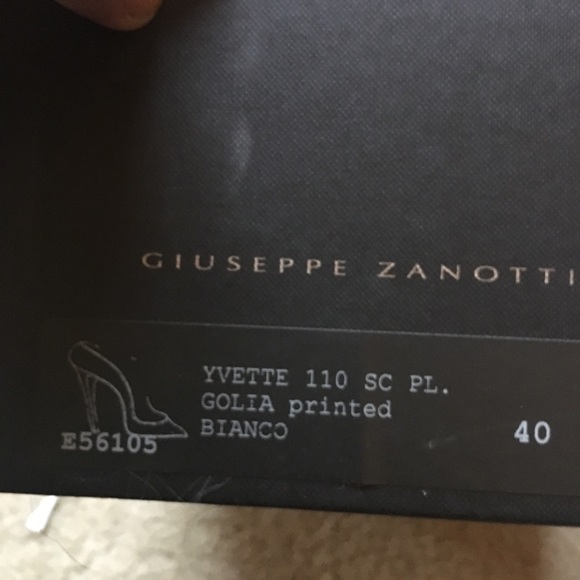 GIUSEPPE ZANOTTI
YVETTE 110 SC PL.
GOLIA printed
BIANCO
E56105
40